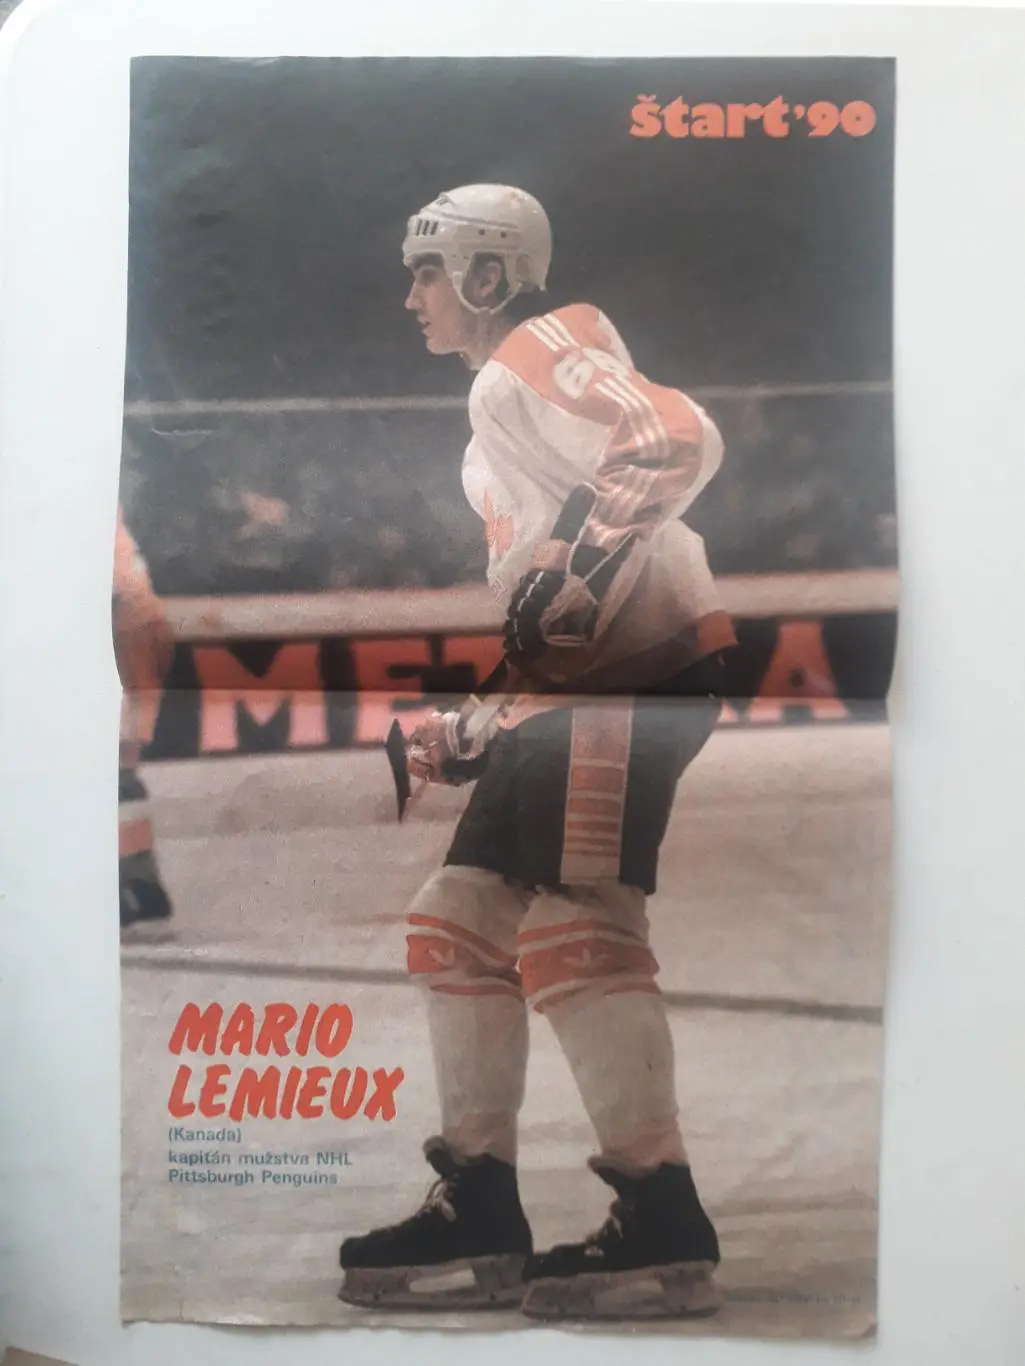 štart'90
MARIO
LEMIEUX
(Kanada)
kapitán mužstva NHL
Pittsburgh Penguins